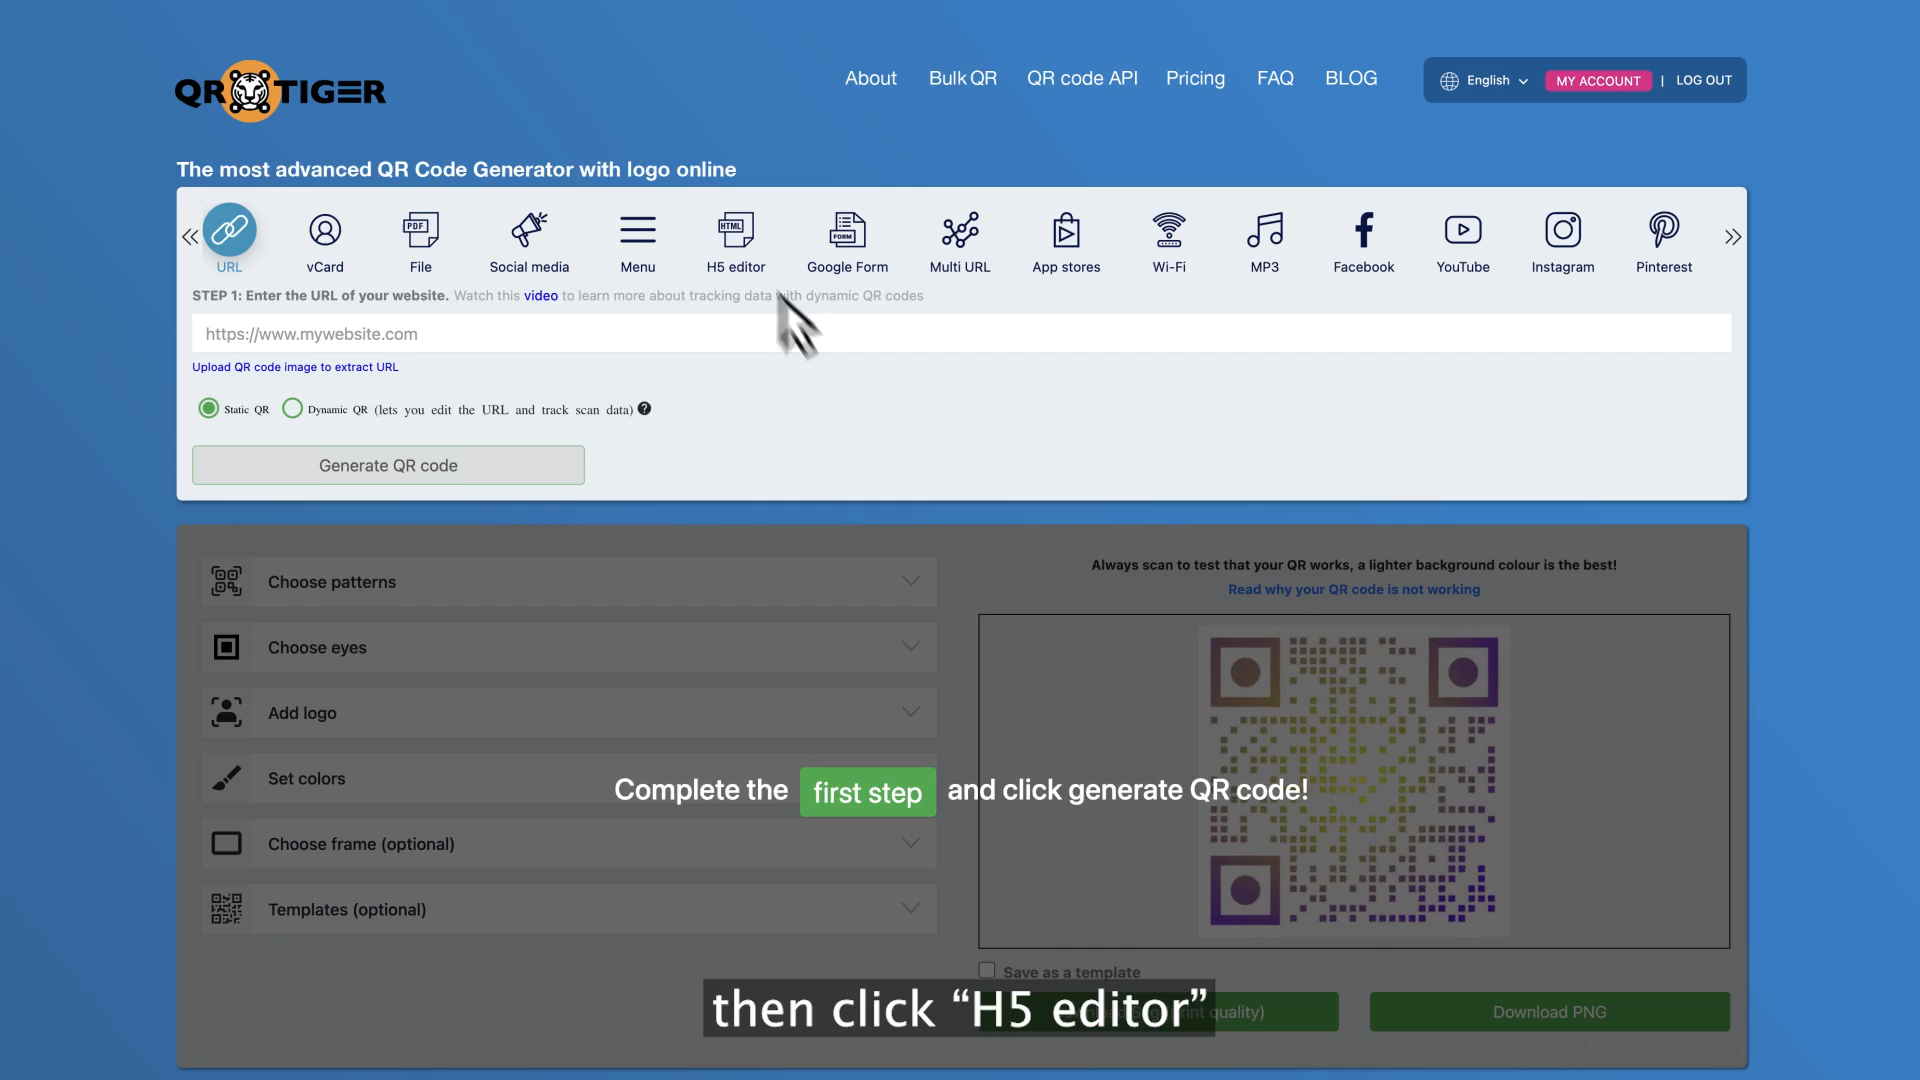 QR TIGER
About
Bulk QR
QR code API
Pricing
FAQ
BLOG
English
MY ACCOUNT
|
LOG OUT
The most advanced QR Code Generator with logo online
URL
vCard
PDF
File
Social media
Menu
HTML
H5 editor
FORM
Google Form
Multi URL
App stores
Wi-Fi
MP3
Facebook
YouTube
Instagram
Pinterest
STEP 1: Enter the URL of your website. Watch this video to learn more about tracking data with dynamic QR codes
https://www.mywebsite.com
Upload QR code image to extract URL
Static QR
Dynamic QR (lets you edit the URL and track scan data) ?
Generate QR code
Choose patterns
Choose eyes
Add logo
Set colors
Choose frame (optional)
Templates (optional)
Always scan to test that your QR works, a lighter background colour is the best!
Read why your QR code is not working
Complete the first step and click generate QR code!
Save as a template
quality)
Download PNG
then click “H5 editor”